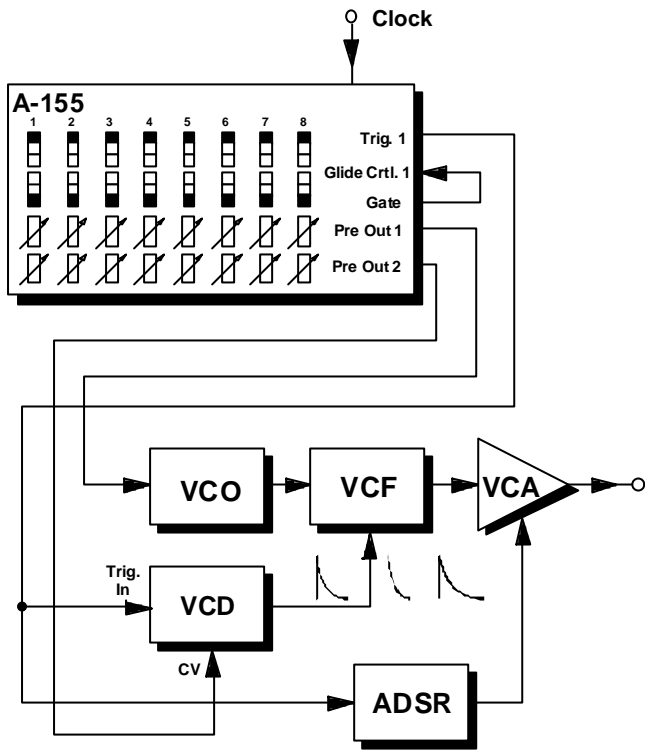 Clock
A-155
1 2 3 4 5 6 7 8
Trig. 1
Glide Crtl. 1
Gate
Pre Out 1
Pre Out 2
VCO
VCF
VCA
Trig.
In
VCD
CV
ADSR